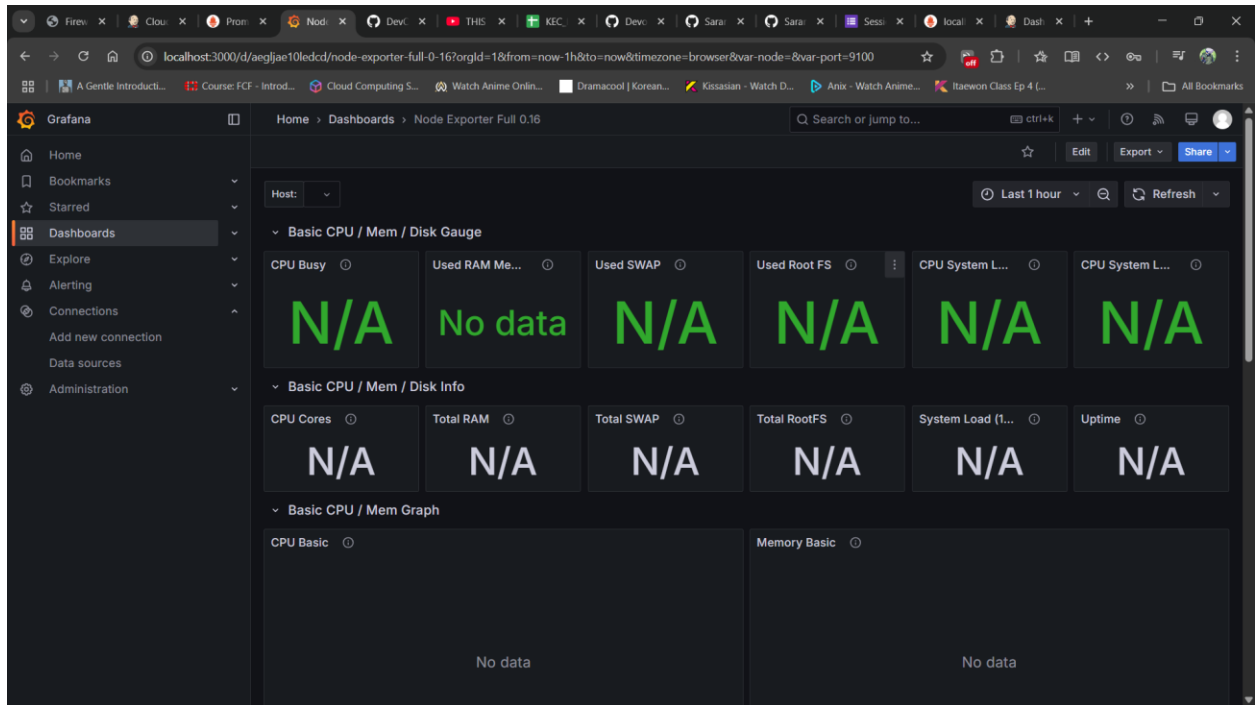 Firew
Clou
Prom
Node
DevC
THIS
KEC_
Devo
Saran
Saran
Sessi
local
Dash
localhost:3000/d/aegljae10ledcd/node-exporter-full-0-16?orgId=1&from=now-1h&to=now&timezone=browser&var-node=&var-port=9100
off
A Gentle Introducti...
Course: FCF - Introd...
Cloud Computing S...
Watch Anime Onlin...
Dramacool | Korean...
Kissasian - Watch D...
Anix - Watch Anime...
Itaewon Class Ep 4 (...
All Bookmarks
Grafana
Home › Dashboards › Node Exporter Full 0.16
Search or jump to...
ctrl+k
Edit
Export
Share
Home
Bookmarks
Starred
Dashboards
Explore
Alerting
Connections
Add new connection
Data sources
Administration
Host:
Last 1 hour
Refresh
Basic CPU / Mem / Disk Gauge
CPU Busy
N/A
Used RAM Me...
No data
Used SWAP
N/A
Used Root FS
N/A
CPU System L...
N/A
CPU System L...
N/A
Basic CPU / Mem / Disk Info
CPU Cores
N/A
Total RAM
N/A
Total SWAP
N/A
Total RootFS
N/A
System Load (1...
N/A
Uptime
N/A
Basic CPU / Mem Graph
CPU Basic
No data
Memory Basic
No data